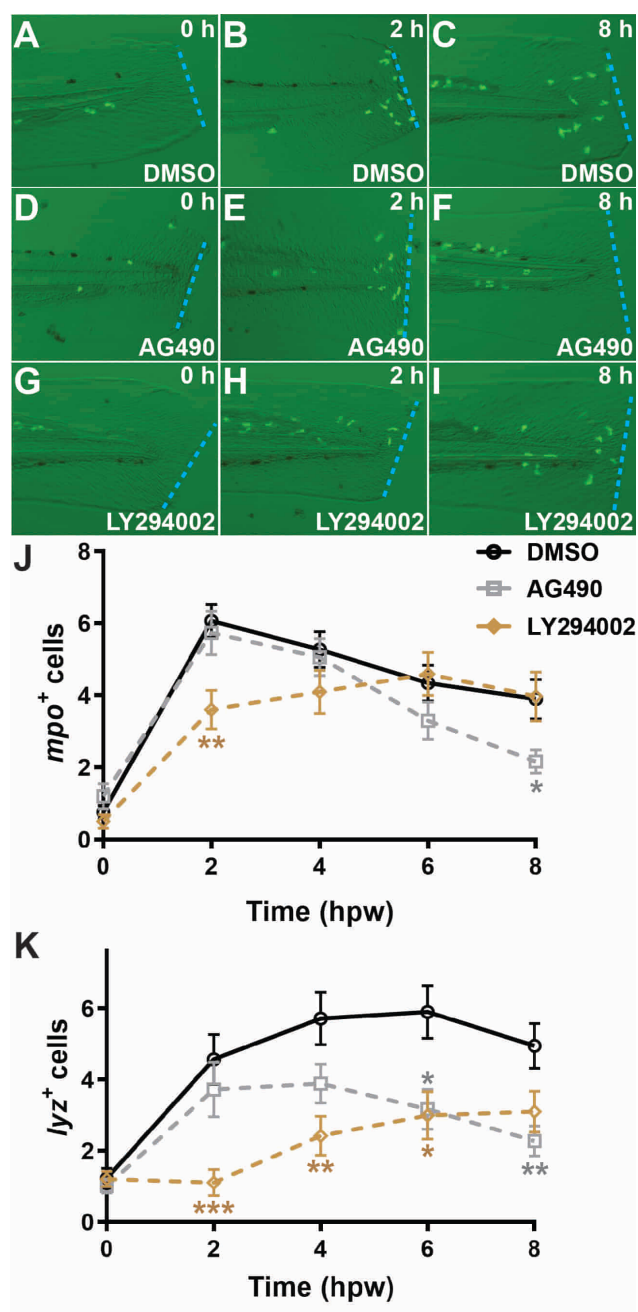 A 0 h
DMSO
B 2 h
DMSO
C 8 h
DMSO
D 0 h
AG490
E 2 h
AG490
F 8 h
AG490
G 0 h
LY294002
H 2 h
LY294002
I 8 h
LY294002
J
DMSO
AG490
LY294002
mpo+ cells
8
6
4
2
0
**
*
0 2 4 6 8
Time (hpw)
K
lyz+ cells
6
4
2
0
*
***
**
*
**
0 2 4 6 8
Time (hpw)